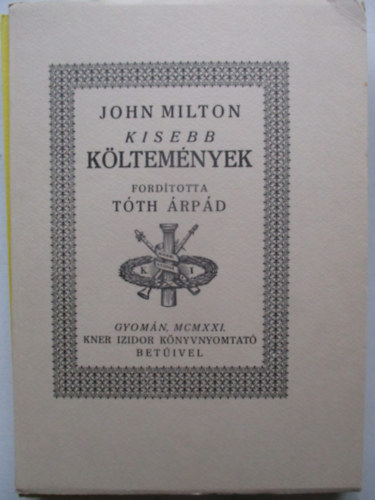 JOHN MILTON
KISEBB
KÖLTEMÉNYEK
FORDÍTOTTA
TÓTH ÁRPÁD
K I
GYOMÁN, MCMXXI.
KNER IZIDOR KÖNYVNYOMTATÓ
BETŰIVEL